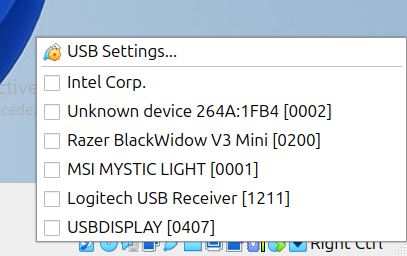 USB Settings...
Intel Corp.
Unknown device 264A:1FB4 [0002]
Razer BlackWidow V3 Mini [0200]
MSI MYSTIC LIGHT [0001]
Logitech USB Receiver [1211]
USBDISPLAY [0407]
Right Ctrl